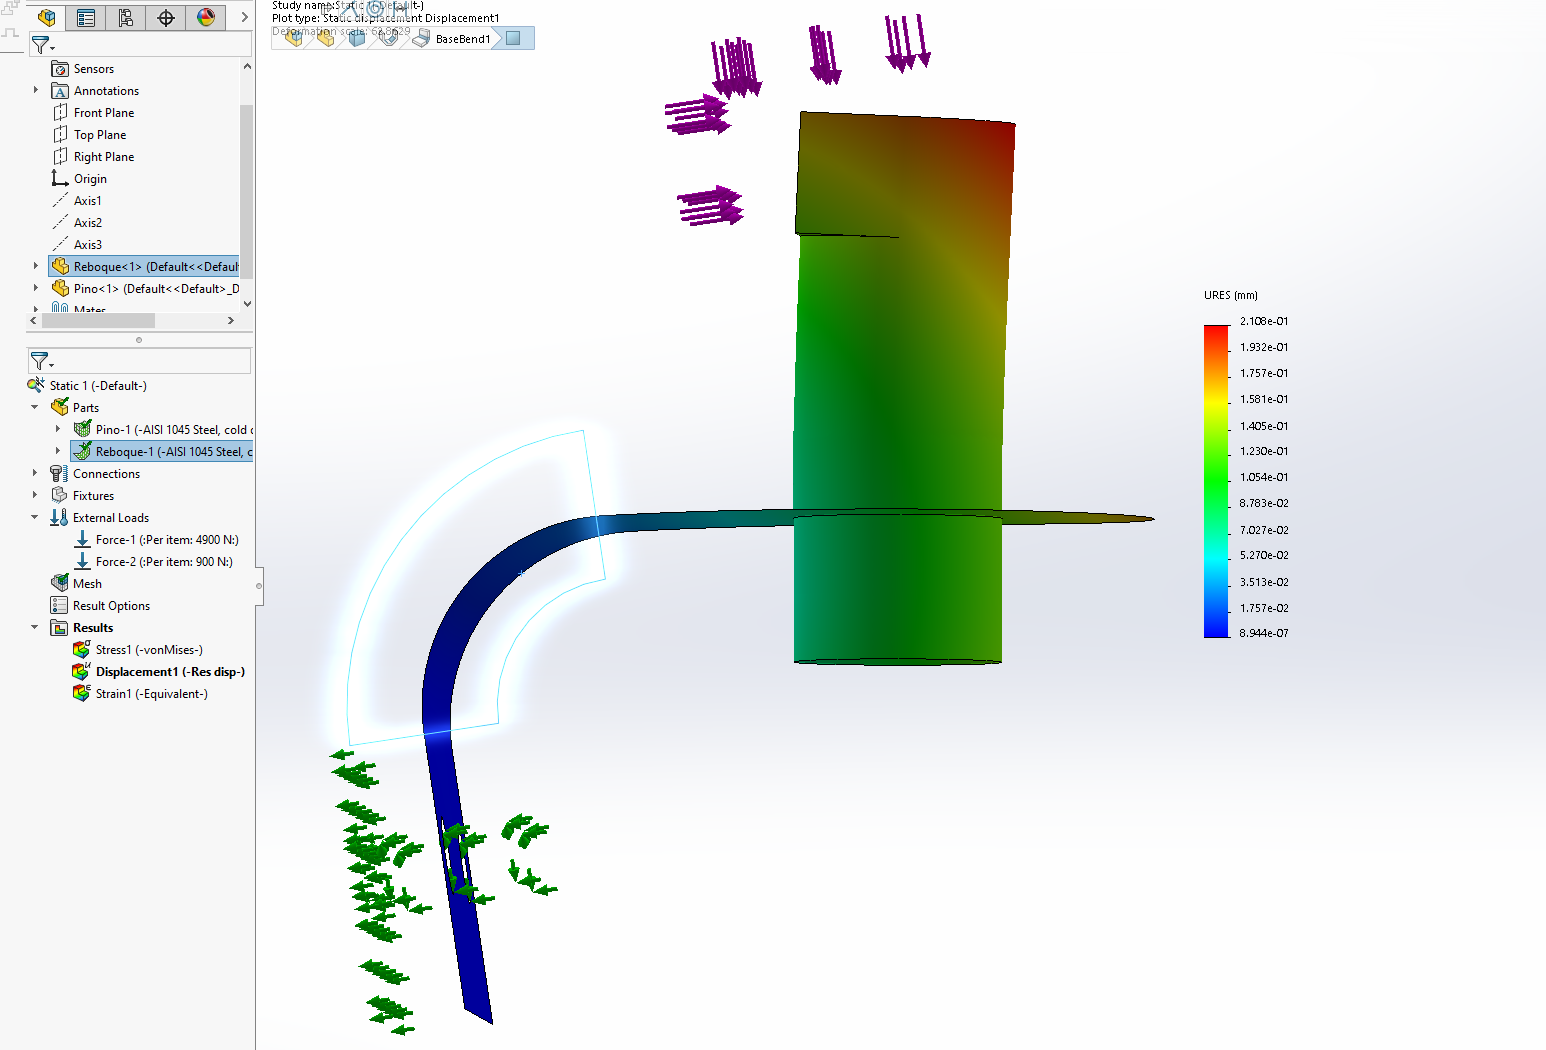 Study name:Static 1(-Default-)
Plot type: Static displacement Displacement1
Deformation scale: 62.8629
BaseBend1
Sensors
Annotations
Front Plane
Top Plane
Right Plane
Origin
Axis1
Axis2
Axis3
Reboque<1> (Default<<Defaul
Pino<1> (Default<<Default>_D
Mates
Static 1 (-Default-)
Parts
Pino-1 (-AISI 1045 Steel, cold
Reboque-1 (-AISI 1045 Steel, c
Connections
Fixtures
External Loads
Force-1 (:Per item: 4900 N:)
Force-2 (:Per item: 900 N:)
Mesh
Result Options
Results
Stress1 (-vonMises-)
Displacement1 (-Res disp-)
Strain1 (-Equivalent-)
URES (mm)
2.108e-01
1.932e-01
1.757e-01
1.581e-01
1.405e-01
1.230e-01
1.054e-01
8.783e-02
7.027e-02
5.270e-02
3.513e-02
1.757e-02
8.944e-07